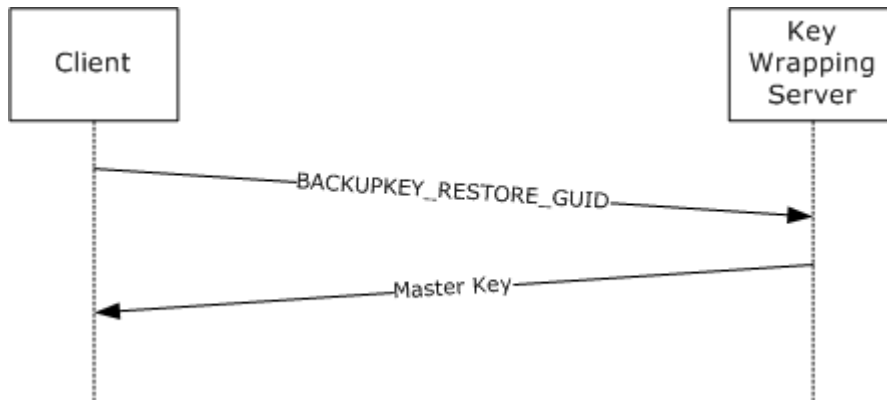 Client
Key
Wrapping
Server
BACKUPKEY_RESTORE_GUID
Master Key